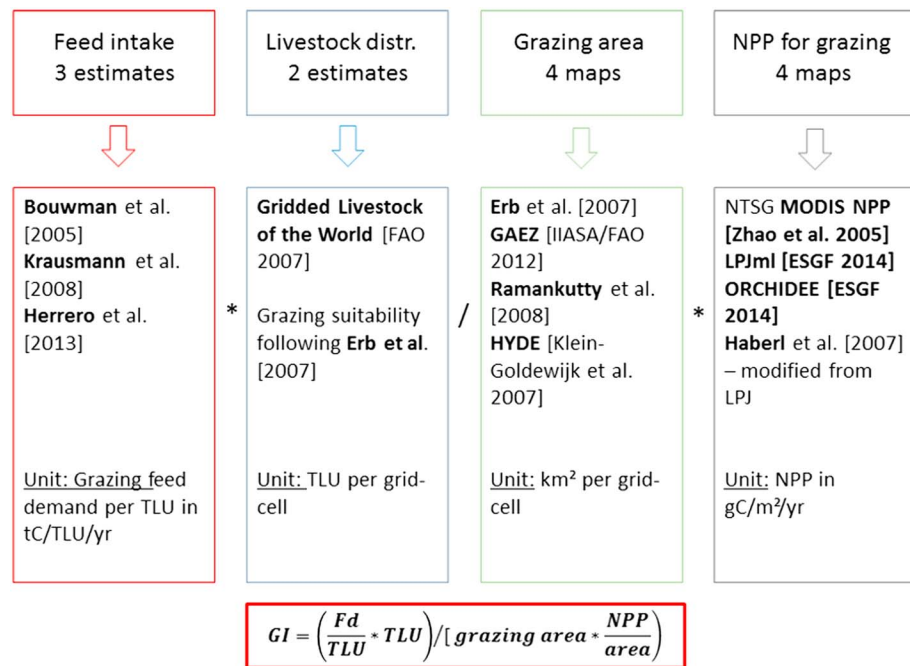 Feed intake
3 estimates
Livestock distr.
2 estimates
Grazing area
4 maps
NPP for grazing
4 maps
Bouwman et al.
[2005]
Krausmann et al.
[2008]
Herrero et al.
[2013]
Unit: Grazing feed
demand per TLU in
tC/TLU/yr
*
Gridded Livestock
of the World [FAO
2007]
Grazing suitability
following Erb et al.
[2007]
Unit: TLU per grid-
cell
/
Erb et al. [2007]
GAEZ [IIASA/FAO
2012]
Ramankutty et al.
[2008]
HYDE [Klein-
Goldewijk et al.
2007]
Unit: km² per grid-
cell
*
NTSG MODIS NPP
[Zhao et al. 2005]
LPJml [ESGF 2014]
ORCHIDEE [ESGF
2014]
Haberl et al. [2007]
– modified from
LPJ
Unit: NPP in
gC/m²/yr
GI = (Fd/TLU * TLU)/[ grazing area * NPP/area)